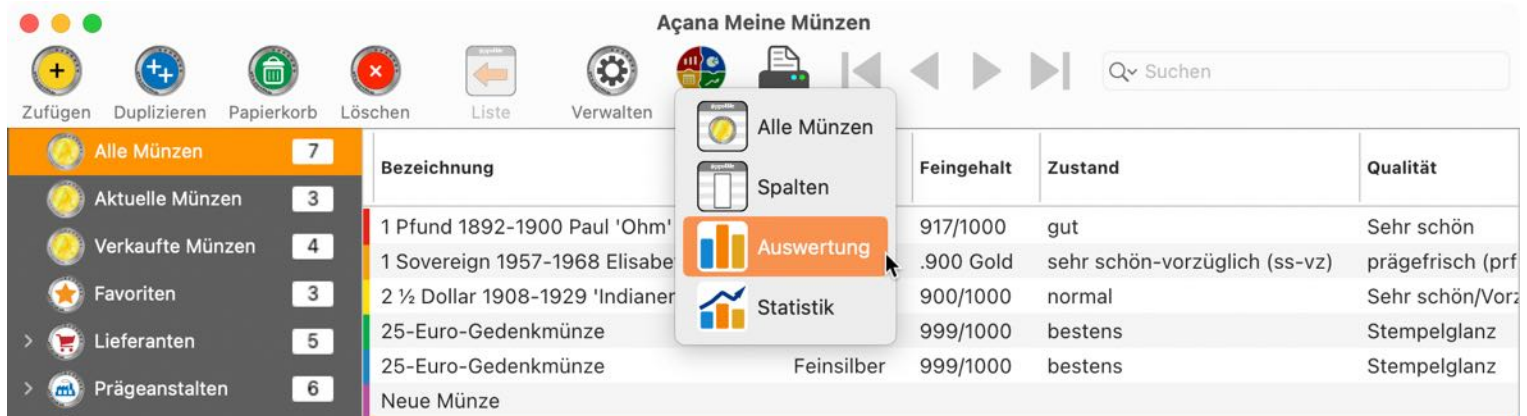 Açana Meine Münzen
Zufügen Duplizieren Papierkorb Löschen Liste Verwalten
Suchen
Alle Münzen
Spalten
Auswertung
Statistik
Alle Münzen 7
Aktuelle Münzen 3
Verkaufte Münzen 4
Favoriten 3
Lieferanten 5
Prägeanstalten 6
Bezeichnung Feingehalt Zustand Qualität
1 Pfund 1892-1900 Paul 'Ohm' 917/1000 gut Sehr schön
1 Sovereign 1957-1968 Elisabe .900 Gold sehr schön-vorzüglich (ss-vz) prägefrisch (prf
2 ½ Dollar 1908-1929 'Indianer 900/1000 normal Sehr schön/Vorz
25-Euro-Gedenkmünze 999/1000 bestens Stempelglanz
25-Euro-Gedenkmünze Feinsilber 999/1000 bestens Stempelglanz
Neue Münze